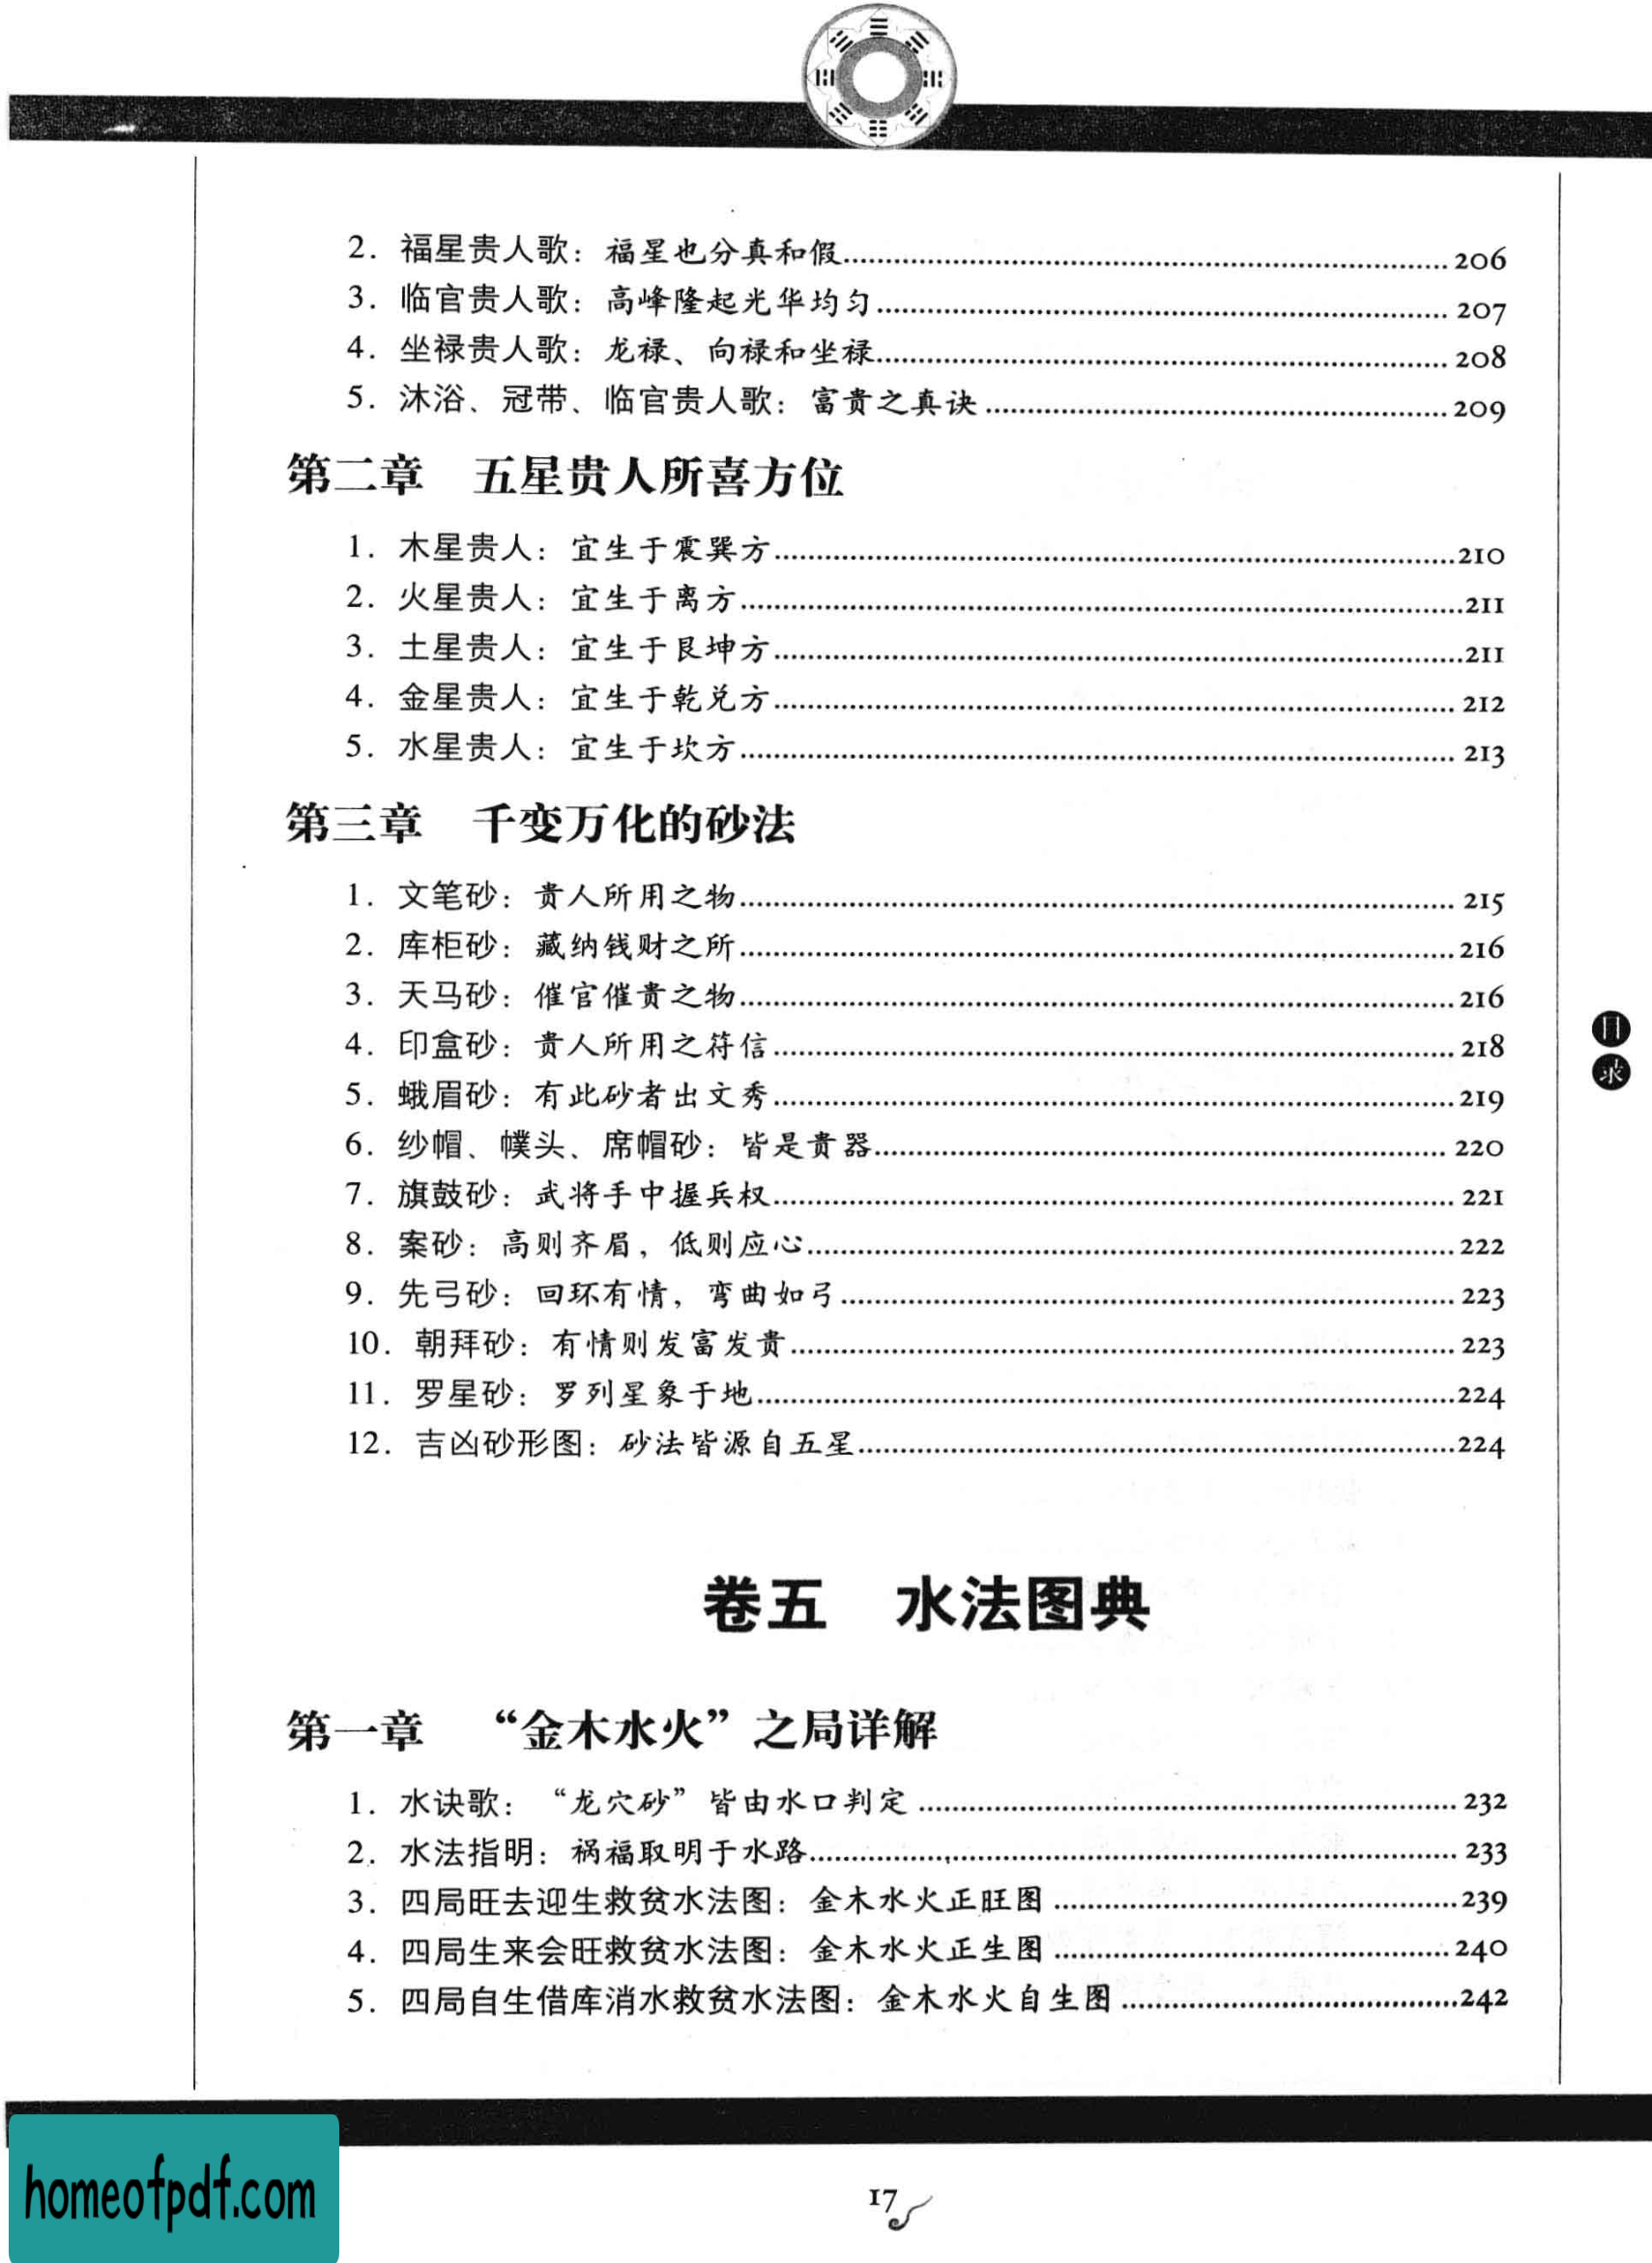 2. 福星贵人歌：福星也分真和假................206
3. 临官贵人歌：高峰隆起光华均匀................207
4. 坐禄贵人歌：龙禄、向禄和坐禄................208
5. 沐浴、冠带、临官贵人歌：富贵之真诀................209
第二章 五星贵人所喜方位
1. 木星贵人：宜生于震巽方................210
2. 火星贵人：宜生于离方................211
3. 土星贵人：宜生于艮坤方................211
4. 金星贵人：宜生于乾兑方................212
5. 水星贵人：宜生于坎方................213
第三章 千变万化的砂法
1. 文笔砂：贵人所用之物................215
2. 库柜砂：藏纳钱财之所................216
3. 天马砂：催官催贵之物................216
4. 印盒砂：贵人所用之符信................218
5. 蛾眉砂：有此砂者出文秀................219
6. 纱帽、幞头、席帽砂：皆是贵器................220
7. 旗鼓砂：武将手中握兵权................221
8. 案砂：高则齐眉，低则应心................222
9. 先弓砂：回环有情，弯曲如弓................223
10. 朝拜砂：有情则发富发贵................223
11. 罗星砂：罗列星象于地................224
12. 吉凶砂形图：砂法皆源自五星................224
目录
卷五 水法图典
第一章 “金木水火”之局详解
1. 水诀歌：“龙穴砂”皆由水口判定................232
2. 水法指明：祸福取明于水路................233
3. 四局旺去迎生救贫水法图：金木水火正旺图................239
4. 四局生来会旺救贫水法图：金木水火正生图................240
5. 四局自生借库消水救贫水法图：金木水火自生图................242
homeofpdf.com
17